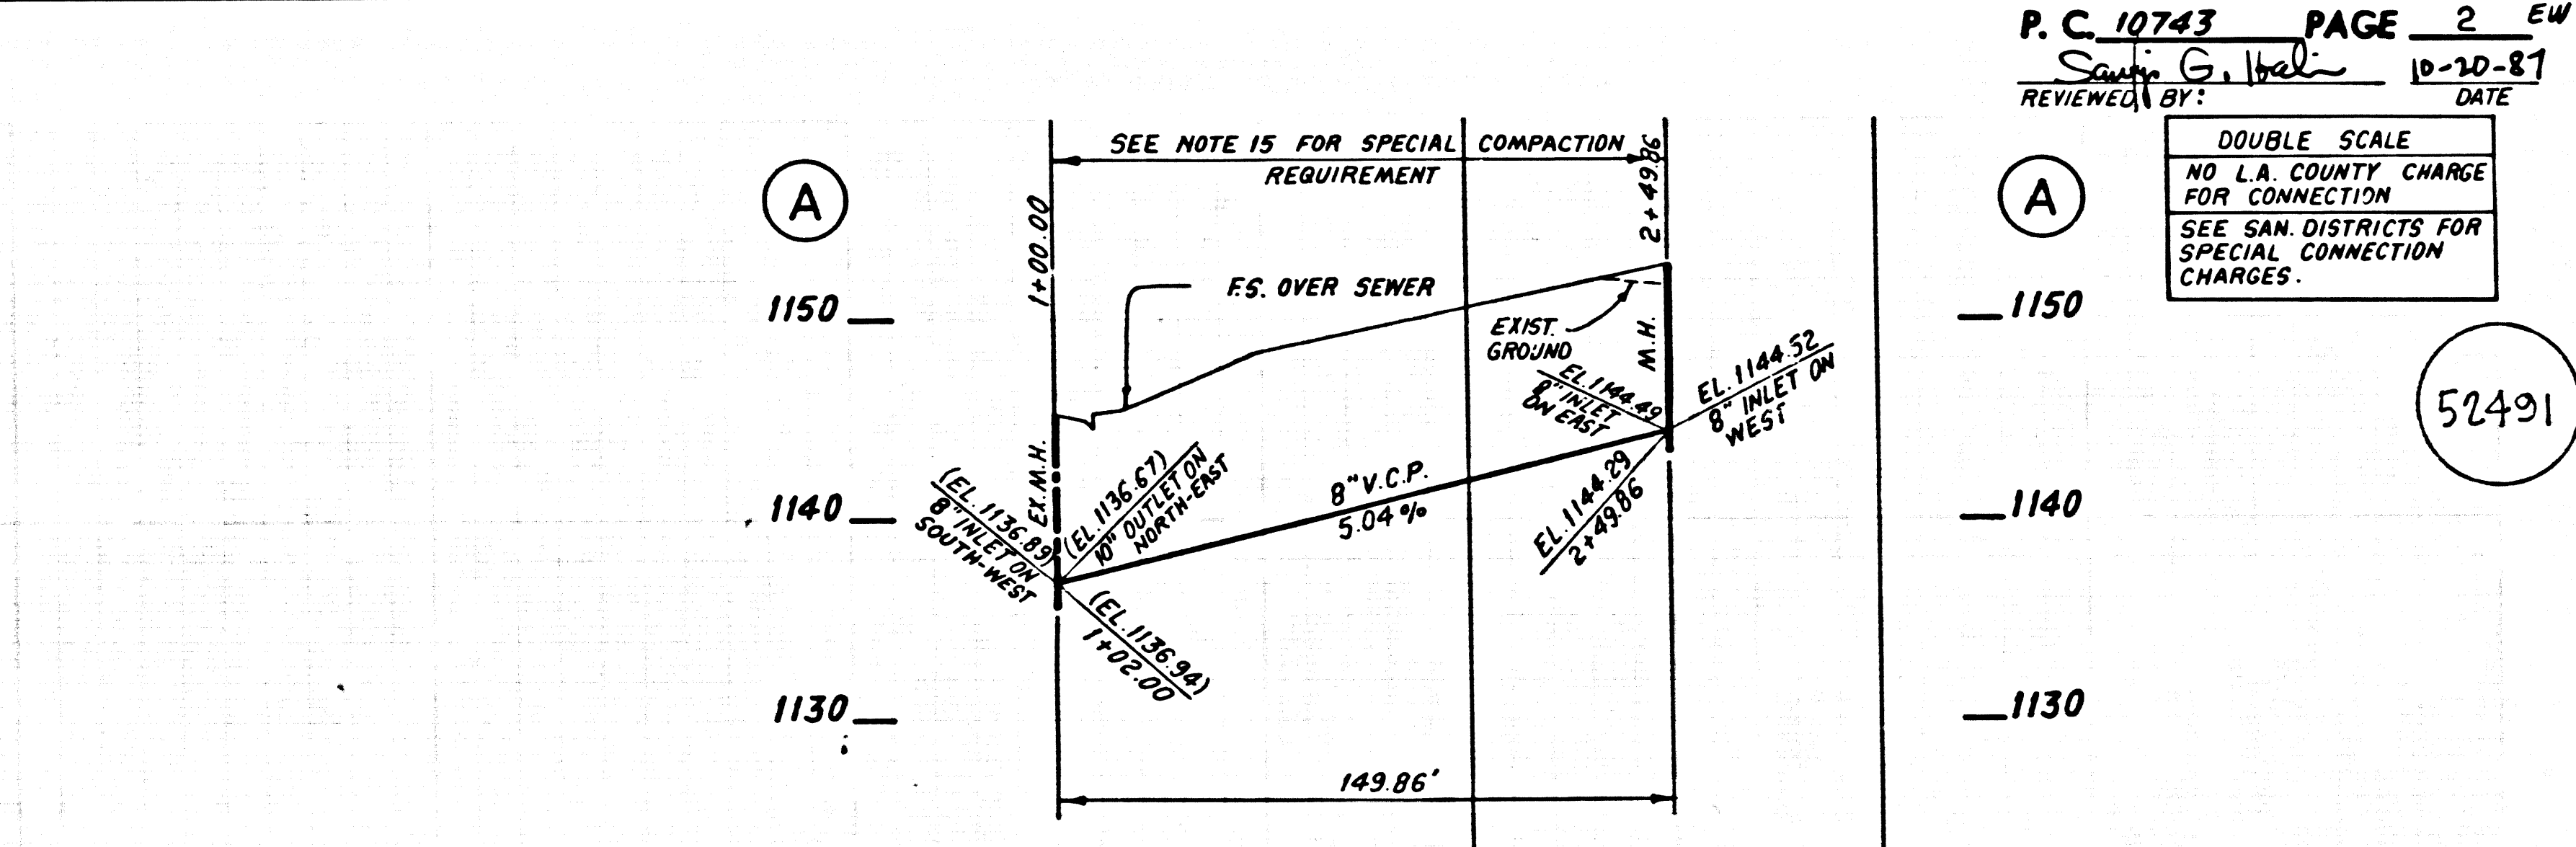 P. C. 10743 PAGE 2 EW
10-20-87
REVIEWED BY: DATE
DOUBLE SCALE
NO L.A. COUNTY CHARGE
FOR CONNECTION
SEE SAN. DISTRICTS FOR
SPECIAL CONNECTION
CHARGES.
52491
SEE NOTE 15 FOR SPECIAL COMPACTION
REQUIREMENT
A
A
1+00.00
2+49.86
F.S. OVER SEWER
1150
1150
EXIST.
GROUND
M.H.
EL. 1144.52
8" INLET ON
WEST
EL. 1144.49
8" INLET
ON EAST
EX. M.H.
(EL. 1136.89)
8" INLET ON
SOUTH-WEST
(EL. 1136.67)
10" OUTLET ON
NORTH-EAST
8" V.C.P.
5.04 %
EL. 1144.29
2+49.86
1140
1140
(EL. 1136.94)
1+02.00
1130
1130
149.86'